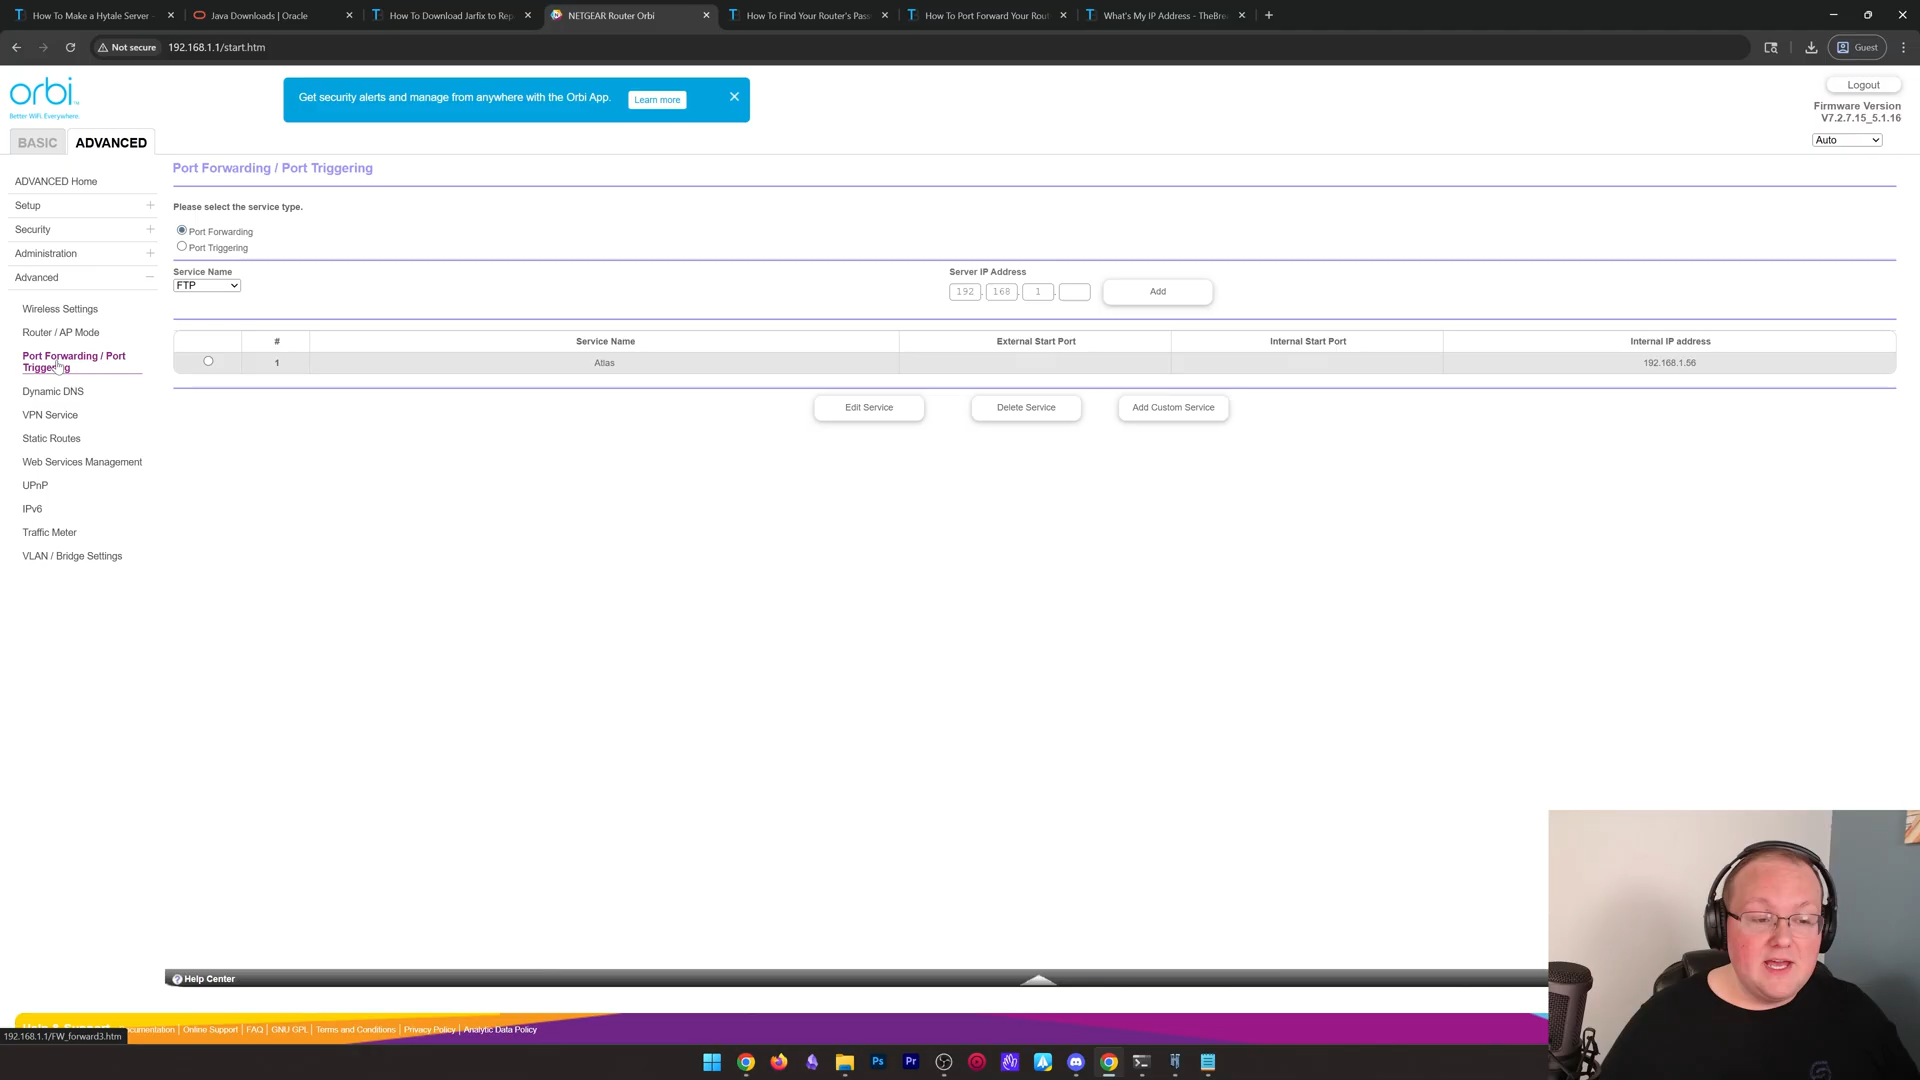 How To Make a Hytale Server -
Java Downloads | Oracle
How To Download Jarfix to Rep
NETGEAR Router Orbi
How To Find Your Router's Pass
How To Port Forward Your Rout
What's My IP Address - TheBre
Not secure
192.168.1.1/start.htm
Guest
orbi
Better WiFi. Everywhere.
Get security alerts and manage from anywhere with the Orbi App.
Learn more
Logout
Firmware Version
V7.2.7.15_5.1.16
Auto
BASIC
ADVANCED
ADVANCED Home
Setup
Security
Administration
Advanced
Wireless Settings
Router / AP Mode
Port Forwarding / Port
Triggering
Dynamic DNS
VPN Service
Static Routes
Web Services Management
UPnP
IPv6
Traffic Meter
VLAN / Bridge Settings
Port Forwarding / Port Triggering
Please select the service type.
Port Forwarding
Port Triggering
Service Name
FTP
Server IP Address
192 . 168 . 1 .
Add
# Service Name External Start Port Internal Start Port Internal IP address
1 Atlas 192.168.1.56
Edit Service
Delete Service
Add Custom Service
Help Center
Documentation | Online Support | FAQ | GNU GPL | Terms and Conditions | Privacy Policy | Analytic Data Policy
192.168.1.1/FW_forward3.htm
Ps
Pr